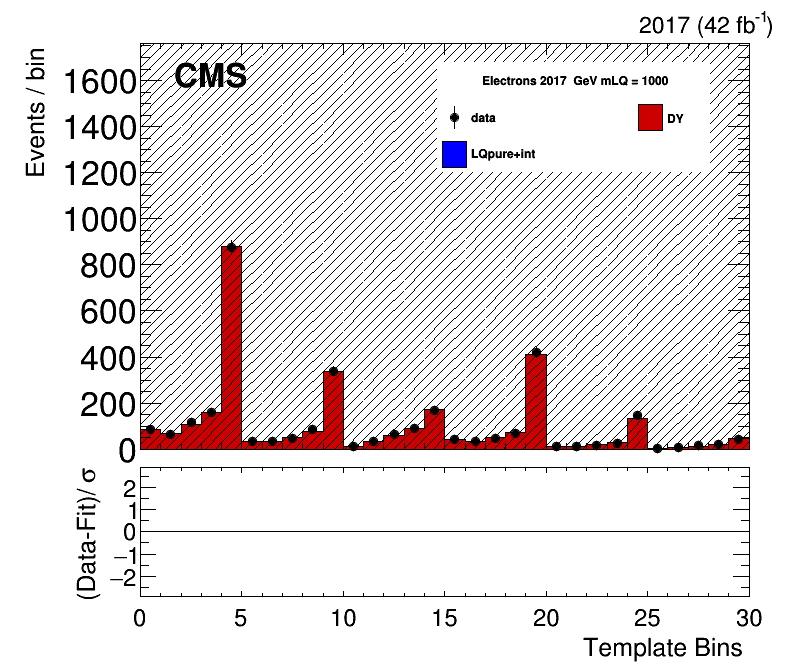 2017 (42 fb-1)
CMS
Electrons 2017 GeV mLQ = 1000
data
DY
LQpure+int
Events / bin
1600
1400
1200
1000
800
600
400
200
0
(Data-Fit)/ σ
2
1
0
−1
−2
0 5 10 15 20 25 30
Template Bins